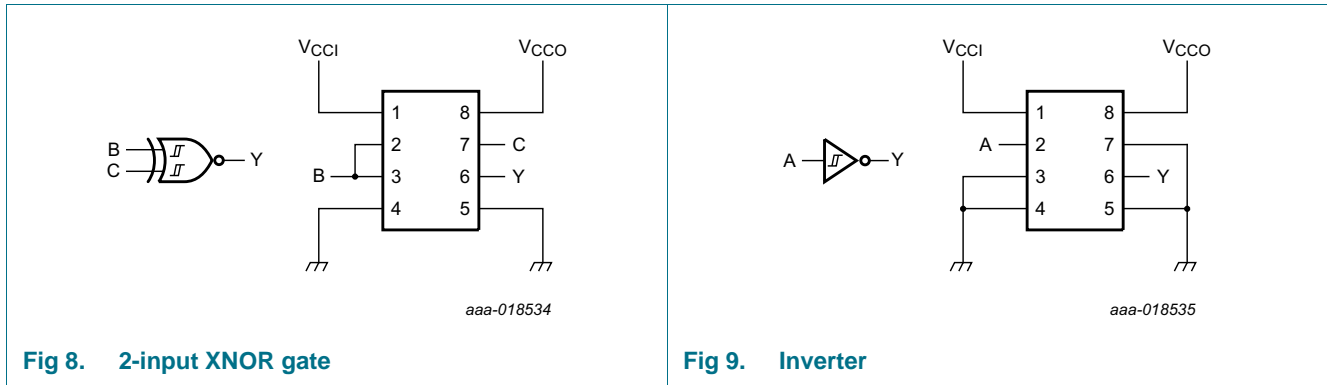 VCCI VCCO
1 8
2 7 C
B 3 6 Y
4 5
B Y
C
aaa-018534
Fig 8. 2-input XNOR gate
VCCI VCCO
1 8
A 2 7
3 6 Y
4 5
A Y
aaa-018535
Fig 9. Inverter